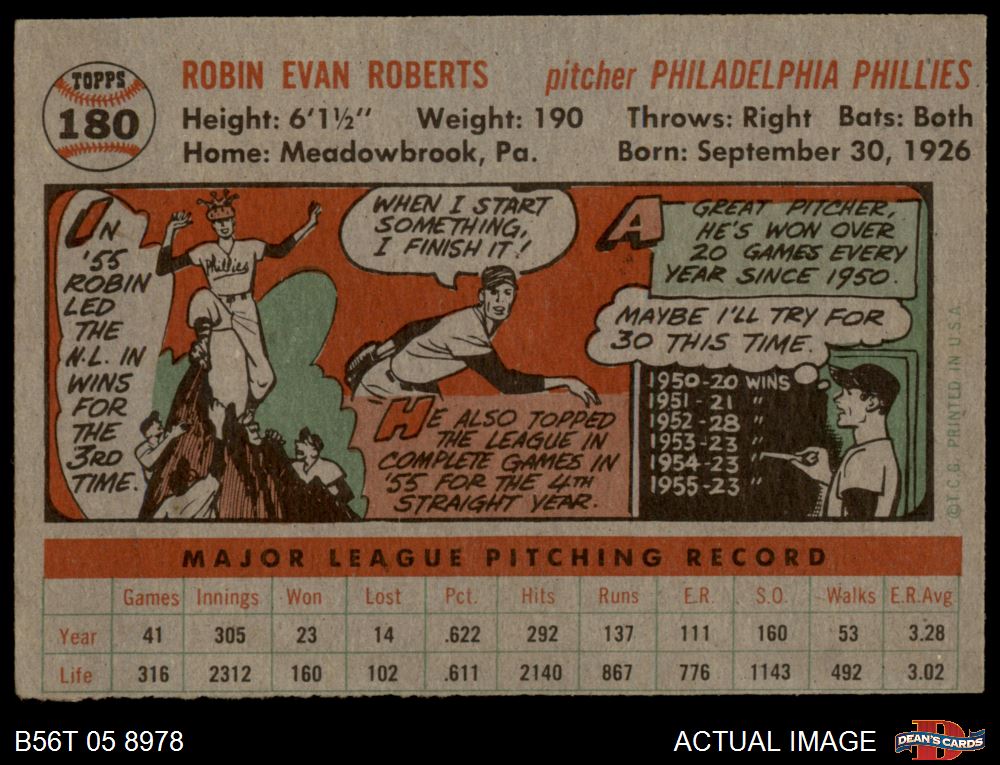 TOPPS
180
ROBIN EVAN ROBERTS pitcher PHILADELPHIA PHILLIES
Height: 6'1½" Weight: 190 Throws: Right Bats: Both
Home: Meadowbrook, Pa. Born: September 30, 1926
IN
'55
ROBIN
LED
THE
N.L. IN
WINS
FOR
THE
3RD
TIME.
Phillies
WHEN I START
SOMETHING,
I FINISH IT!
HE ALSO TOPPED
THE LEAGUE IN
COMPLETE GAMES IN
'55 FOR THE 4TH
STRAIGHT YEAR.
A GREAT PITCHER,
HE'S WON OVER
20 GAMES EVERY
YEAR SINCE 1950.
MAYBE I'LL TRY FOR
30 THIS TIME.
1950-20 WINS
1951-21 "
1952-28 "
1953-23 "
1954-23 "
1955-23 "
©T.C.G. PRINTED IN U.S.A.
MAJOR LEAGUE PITCHING RECORD
Games Innings Won Lost Pct. Hits Runs E.R. S.O. Walks E.R.Avg
Year 41 305 23 14 .622 292 137 111 160 53 3.28
Life 316 2312 160 102 .611 2140 867 776 1143 492 3.02
B56T 05 8978 ACTUAL IMAGE DEAN'S CARDS